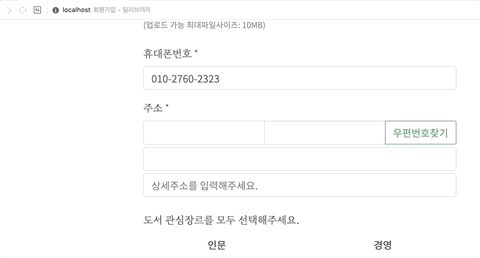 localhost 회원가입 - 딜리브러리
(업로드 가능 최대파일사이즈: 10MB)
휴대폰번호 *
010-2760-2323
주소 *
우편번호찾기
상세주소를 입력해주세요.
도서 관심장르를 모두 선택해주세요.
인문 경영